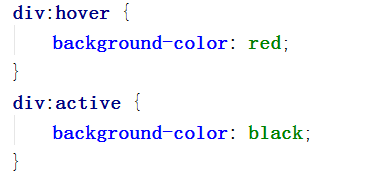 div:hover {
    background-color: red;
}
div:active {
    background-color: black;
}